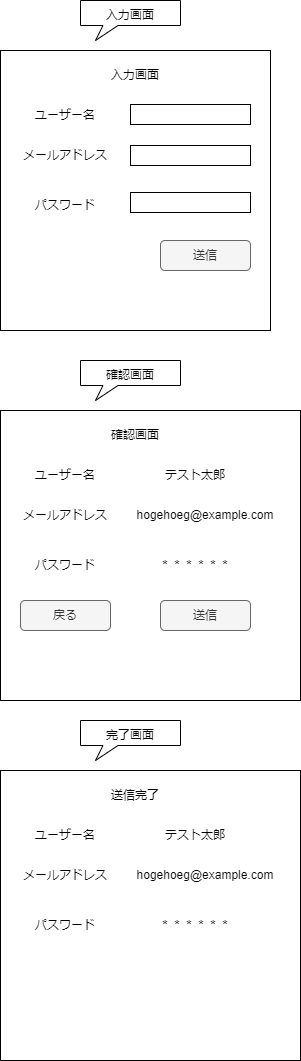 入力画面
入力画面
ユーザー名
メールアドレス
パスワード
送信
確認画面
確認画面
ユーザー名 テスト太郎
メールアドレス hogehoeg@example.com
パスワード ＊＊＊＊＊＊
戻る 送信
完了画面
送信完了
ユーザー名 テスト太郎
メールアドレス hogehoeg@example.com
パスワード ＊＊＊＊＊＊